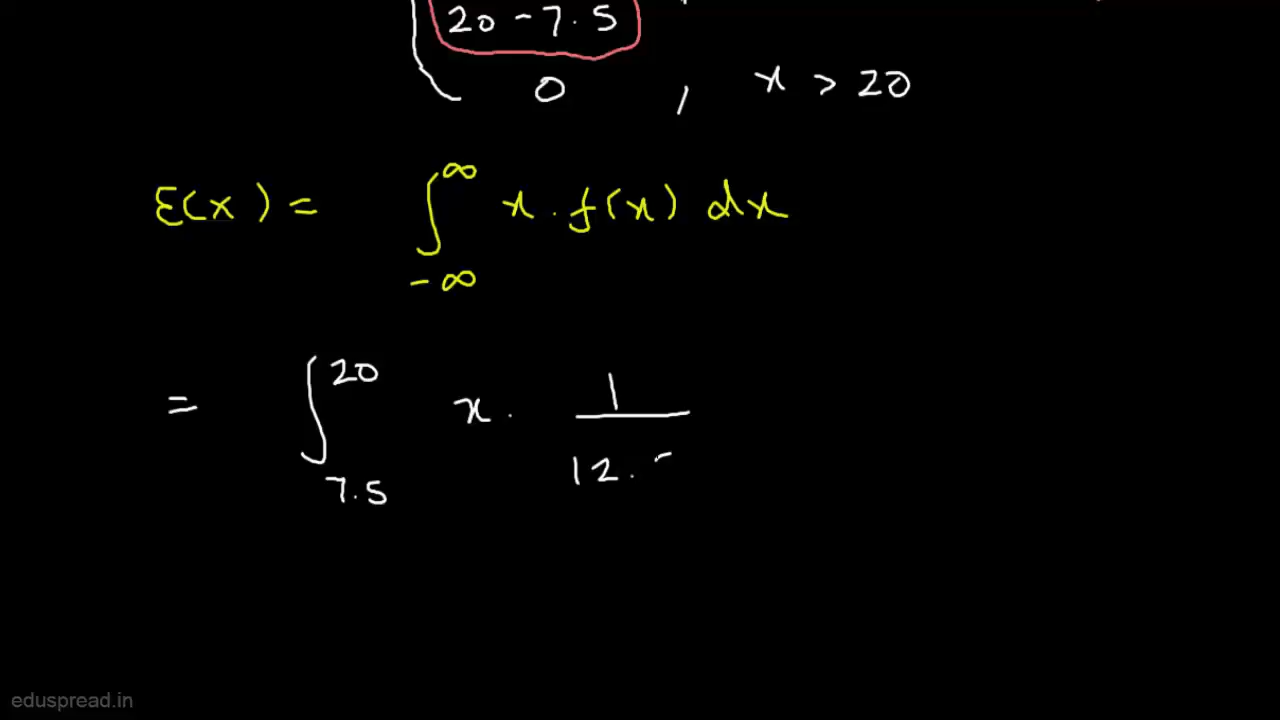 20 - 7.5
0 , x > 20
E(x) = ∫_{-∞}^{∞} x . f(x) dx
= ∫_{7.5}^{20} x . 1/12.
eduspread.in